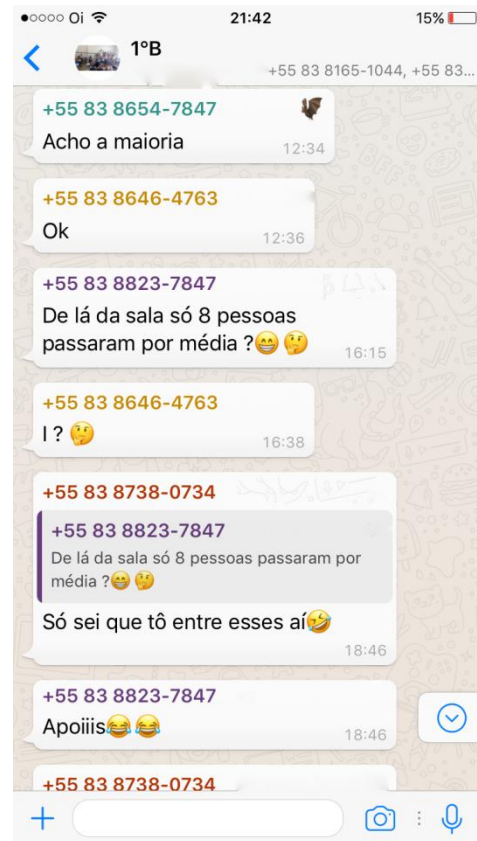 Oi
21:42
15%
1°B
+55 83 8165-1044, +55 83...
+55 83 8654-7847
Acho a maioria
12:34
+55 83 8646-4763
Ok
12:36
+55 83 8823-7847
De lá da sala só 8 pessoas
passaram por média ?😁🤔
16:15
+55 83 8646-4763
I ? 🤔
16:38
+55 83 8738-0734
+55 83 8823-7847
De lá da sala só 8 pessoas passaram por
média ?😁🤔
Só sei que tô entre esses aí🤣
18:46
+55 83 8823-7847
Apoiiis😂😂
18:46
+55 83 8738-0734